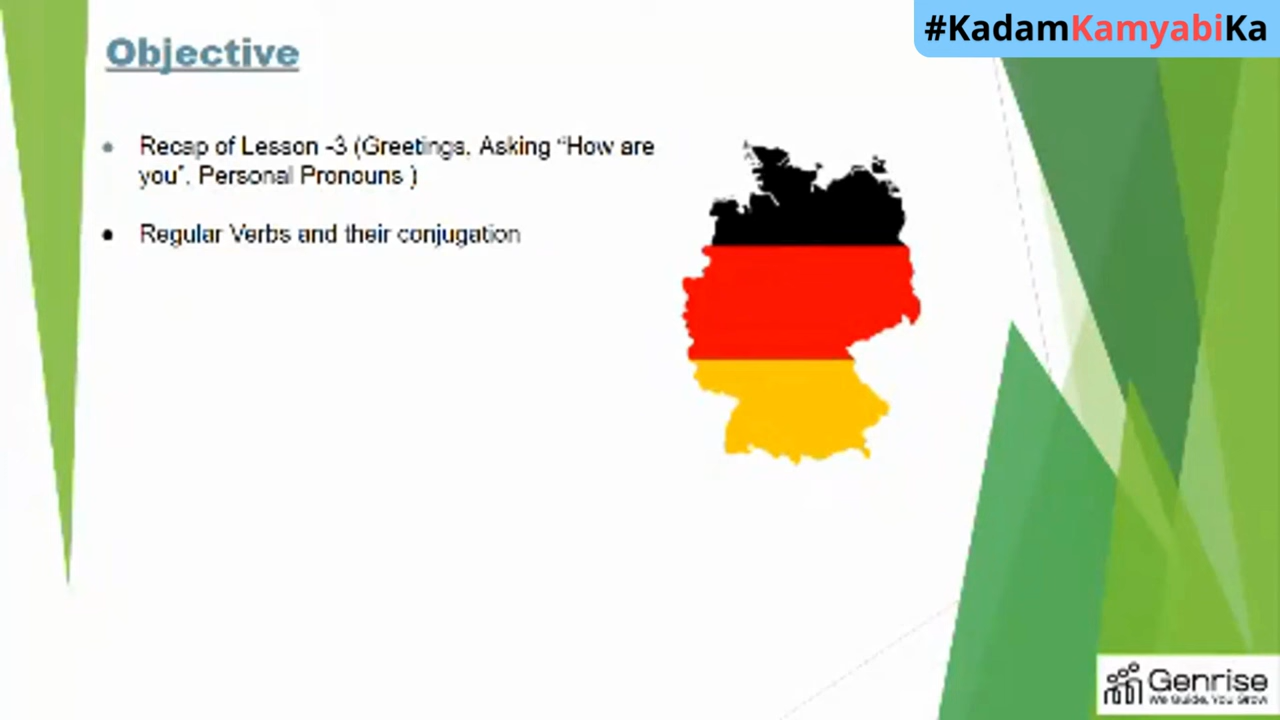 #KadamKamyabiKa
Objective
Recap of Lesson -3 (Greetings, Asking “How are
you”, Personal Pronouns )
Regular Verbs and their conjugation
Genrise
We Guide, You Grow